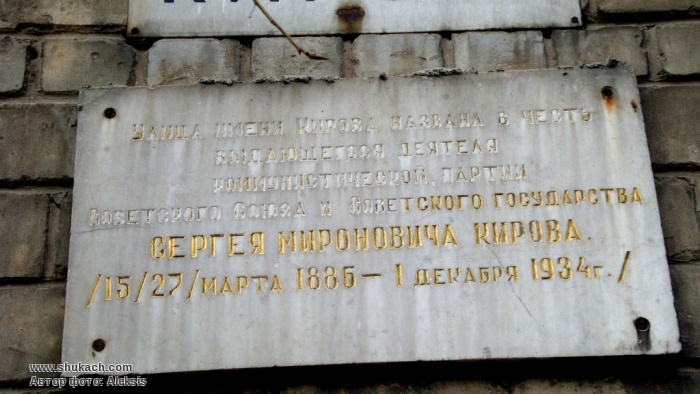 Улица имени Кирова названа в честь
выдающегося деятеля
Коммунистической партии
Советского Союза и Советского государства
СЕРГЕЯ МИРОНОВИЧА КИРОВА.
/15/27/ марта 1886 – 1 декабря 1934г./
www.shukach.com
Автор фото: Aleksis